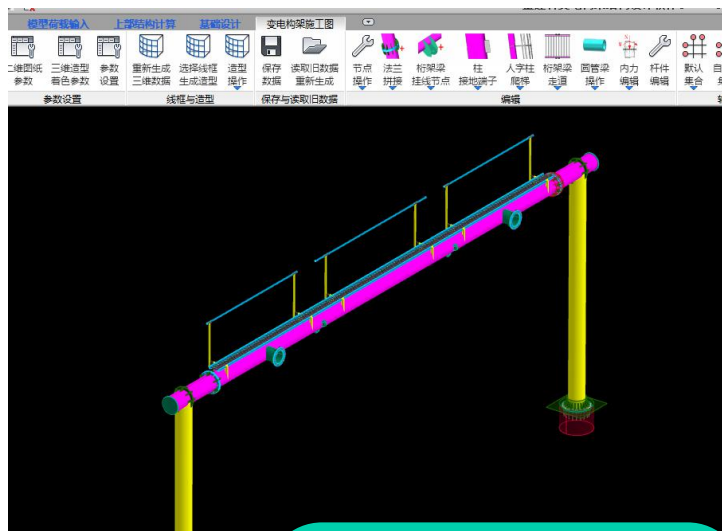 模型荷载输入 上部结构计算 基础设计 变电构架施工图
二维图纸 三维造型 参数 重新生成 选择线框 造型 保存 读取旧数据 节点 法兰 桁架梁 柱 人字柱 桁架梁 圆管梁 内力 杆件 默认
参数 着色参数 设置 三维数据 生成造型 操作 数据 重新生成 操作 拼接 挂线节点 接地端子 爬梯 走道 操作 编辑 编辑 集合
参数设置 线框与造型 保存与读取旧数据 编辑